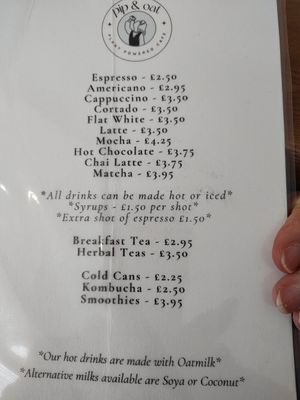 pip & oat
PLANT POWERED CAFE
Espresso - £2.50
Americano - £2.95
Cappuccino - £3.50
Cortado - £3.50
Flat White - £3.50
Latte - £3.50
Mocha - £4.25
Hot Chocolate - £3.75
Chai Latte - £3.75
Matcha - £3.95
*All drinks can be made hot or iced*
*Syrups - £1.50 per shot*
*Extra shot of espresso £1.50*
Breakfast Tea - £2.95
Herbal Teas - £3.50
Cold Cans - £2.25
Kombucha - £2.50
Smoothies - £3.95
*Our hot drinks are made with Oatmilk*
*Alternative milks available are Soya or Coconut*